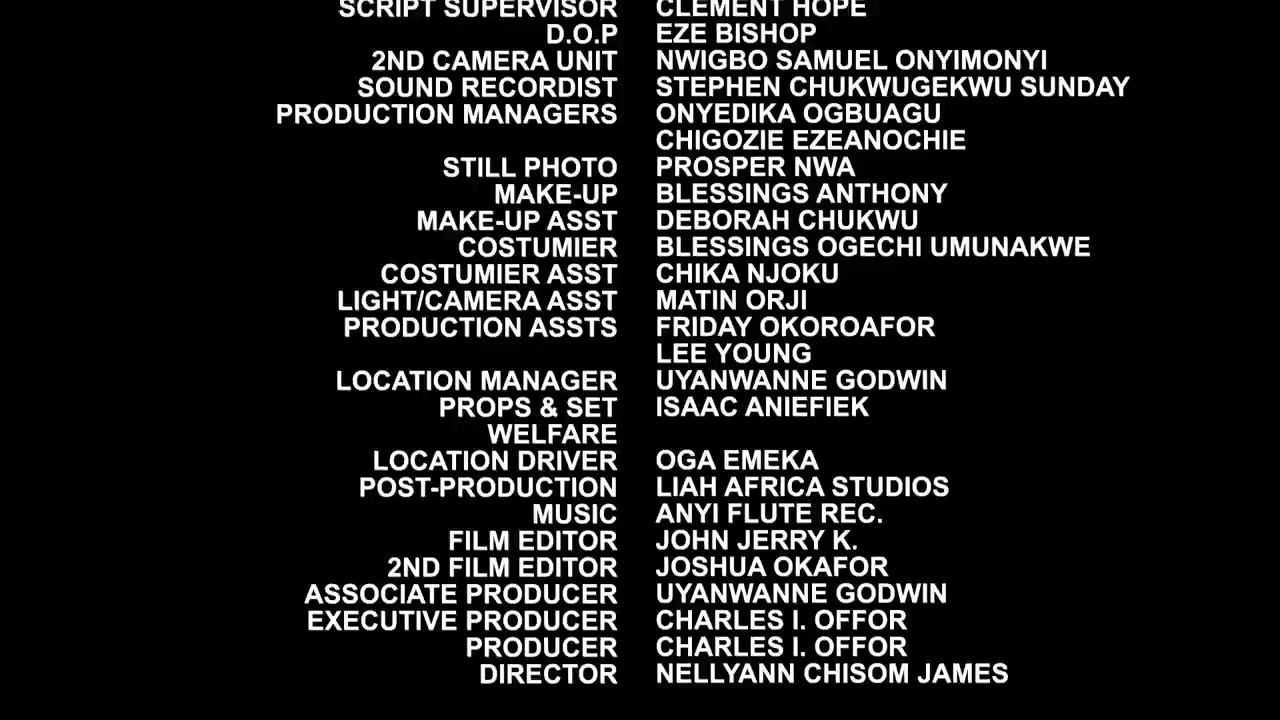 SCRIPT SUPERVISOR CLEMENT HOPE
D.O.P EZE BISHOP
2ND CAMERA UNIT NWIGBO SAMUEL ONYIMONYI
SOUND RECORDIST STEPHEN CHUKWUGEKWU SUNDAY
PRODUCTION MANAGERS ONYEDIKA OGBUAGU
CHIGOZIE EZEANOCHIE
STILL PHOTO PROSPER NWA
MAKE-UP BLESSINGS ANTHONY
MAKE-UP ASST DEBORAH CHUKWU
COSTUMIER BLESSINGS OGECHI UMUNAKWE
COSTUMIER ASST CHIKA NJOKU
LIGHT/CAMERA ASST MATIN ORJI
PRODUCTION ASSTS FRIDAY OKOROAFOR
LEE YOUNG
LOCATION MANAGER UYANWANNE GODWIN
PROPS & SET ISAAC ANIEFIEK
WELFARE
LOCATION DRIVER OGA EMEKA
POST-PRODUCTION LIAH AFRICA STUDIOS
MUSIC ANYI FLUTE REC.
FILM EDITOR JOHN JERRY K.
2ND FILM EDITOR JOSHUA OKAFOR
ASSOCIATE PRODUCER UYANWANNE GODWIN
EXECUTIVE PRODUCER CHARLES I. OFFOR
PRODUCER CHARLES I. OFFOR
DIRECTOR NELLYANN CHISOM JAMES